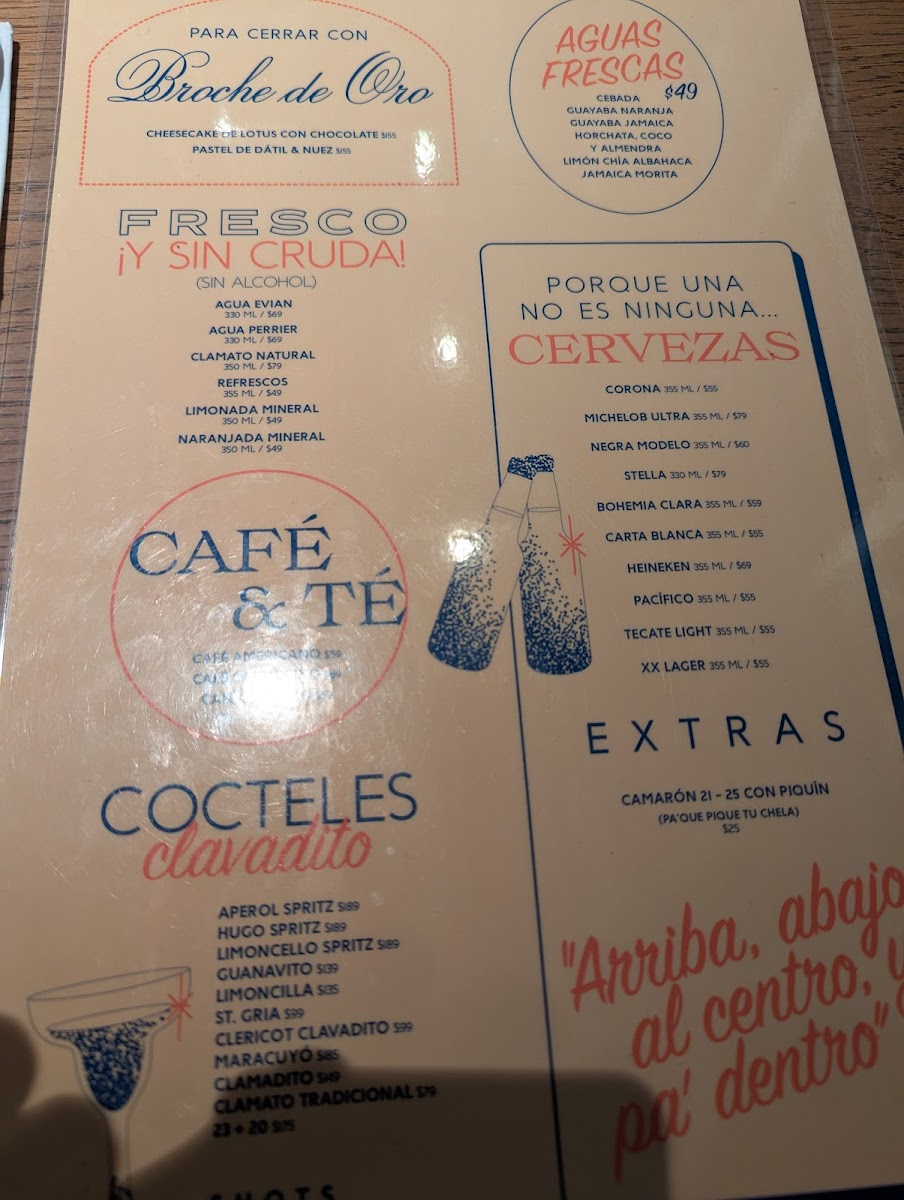 PARA CERRAR CON
Broche de Oro
CHEESECAKE DE LOTUS CON CHOCOLATE $155
PASTEL DE DÁTIL & NUEZ $155
AGUAS
FRESCAS
$49
CEBADA
GUAYABA NARANJA
GUAYABA JAMAICA
HORCHATA, COCO
Y ALMENDRA
LIMÓN CHÍA ALBAHACA
JAMAICA MORITA
FRESCO
¡Y SIN CRUDA!
(SIN ALCOHOL)
AGUA EVIAN
330 ML / $69
AGUA PERRIER
330 ML / $69
CLAMATO NATURAL
350 ML / $79
REFRESCOS
355 ML / $49
LIMONADA MINERAL
350 ML / $49
NARANJADA MINERAL
350 ML / $49
CAFÉ
& TÉ
CAFÉ AMERICANO $59
COCTELES
clavadito
APEROL SPRITZ $189
HUGO SPRITZ $189
LIMONCELLO SPRITZ $189
GUANAVITO $139
LIMONCILLA $135
ST. GRIA $99
CLERICOT CLAVADITO $99
MARACUYÓ $185
CLAMADITO $149
CLAMATO TRADICIONAL $79
23 + 20 $175
SHOTS
PORQUE UNA
NO ES NINGUNA...
CERVEZAS
CORONA 355 ML / $55
MICHELOB ULTRA 355 ML / $79
NEGRA MODELO 355 ML / $60
STELLA 330 ML / $79
BOHEMIA CLARA 355 ML / $59
CARTA BLANCA 355 ML / $55
HEINEKEN 355 ML / $69
PACÍFICO 355 ML / $55
TECATE LIGHT 355 ML / $55
XX LAGER 355 ML / $55
EXTRAS
CAMARÓN 21 - 25 CON PIQUÍN
(PA'QUE PIQUE TU CHELA)
$25
"Arriba, abajo
al centro, y
pa' dentro"